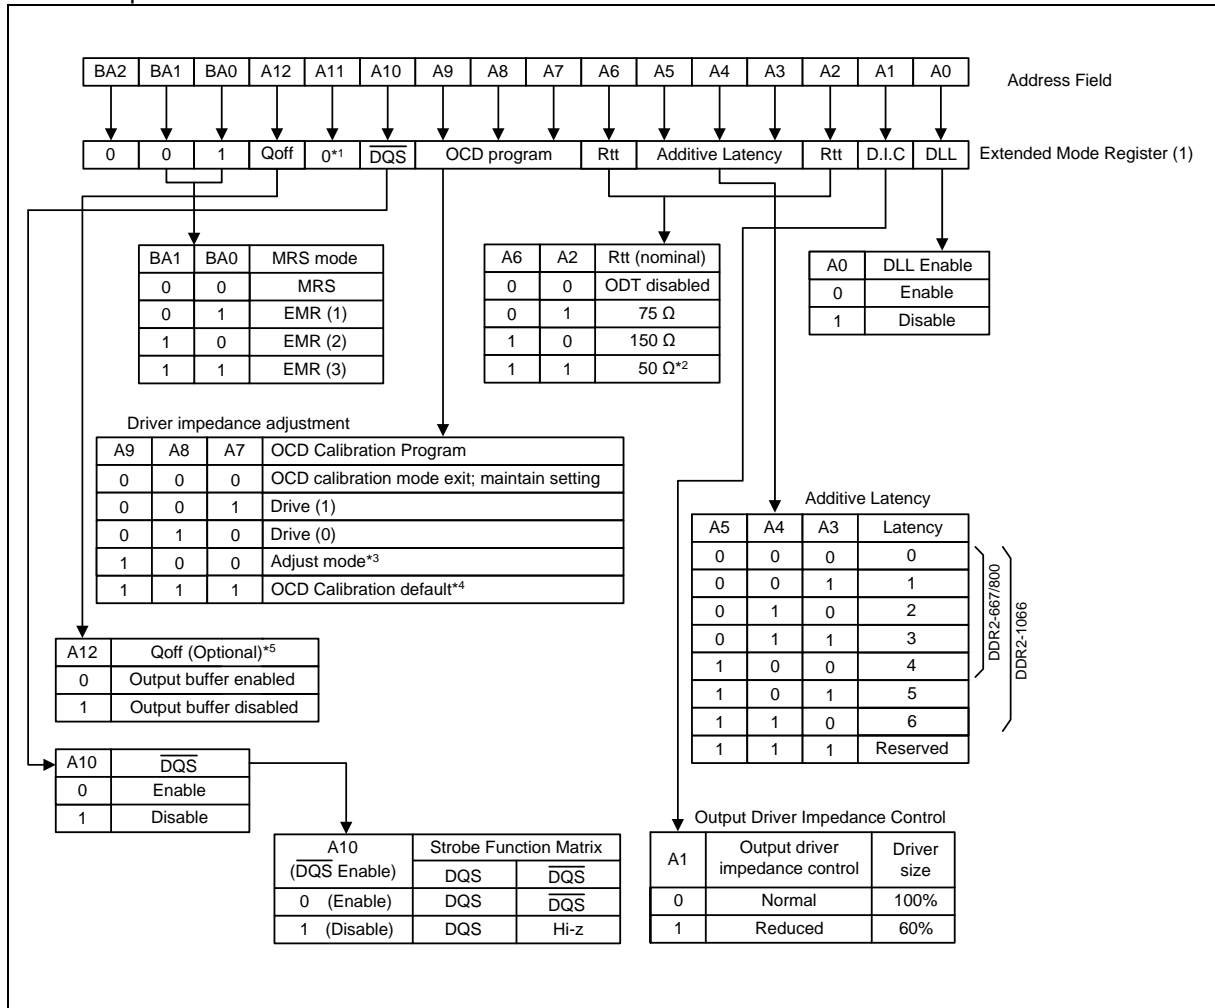 BA2 BA1 BA0 A12 A11 A10 A9 A8 A7 A6 A5 A4 A3 A2 A1 A0 Address Field
0 0 1 Qoff 0*1 D̅Q̅S̅ OCD program Rtt Additive Latency Rtt D.I.C DLL Extended Mode Register (1)
BA1 BA0 MRS mode
0 0 MRS
0 1 EMR (1)
1 0 EMR (2)
1 1 EMR (3)
A6 A2 Rtt (nominal)
0 0 ODT disabled
0 1 75 Ω
1 0 150 Ω
1 1 50 Ω*2
A0 DLL Enable
0 Enable
1 Disable
Driver impedance adjustment
A9 A8 A7 OCD Calibration Program
0 0 0 OCD calibration mode exit; maintain setting
0 0 1 Drive (1)
0 1 0 Drive (0)
1 0 0 Adjust mode*3
1 1 1 OCD Calibration default*4
Additive Latency
A5 A4 A3 Latency
0 0 0 0
0 0 1 1
0 1 0 2
0 1 1 3
1 0 0 4
1 0 1 5
1 1 0 6
1 1 1 Reserved
DDR2-667/800
DDR2-1066
A12 Qoff (Optional)*5
0 Output buffer enabled
1 Output buffer disabled
A10 D̅Q̅S̅
0 Enable
1 Disable
A10 Strobe Function Matrix
(D̅Q̅S̅ Enable) DQS D̅Q̅S̅
0 (Enable) DQS D̅Q̅S̅
1 (Disable) DQS Hi-z
Output Driver Impedance Control
A1 Output driver impedance control Driver size
0 Normal 100%
1 Reduced 60%